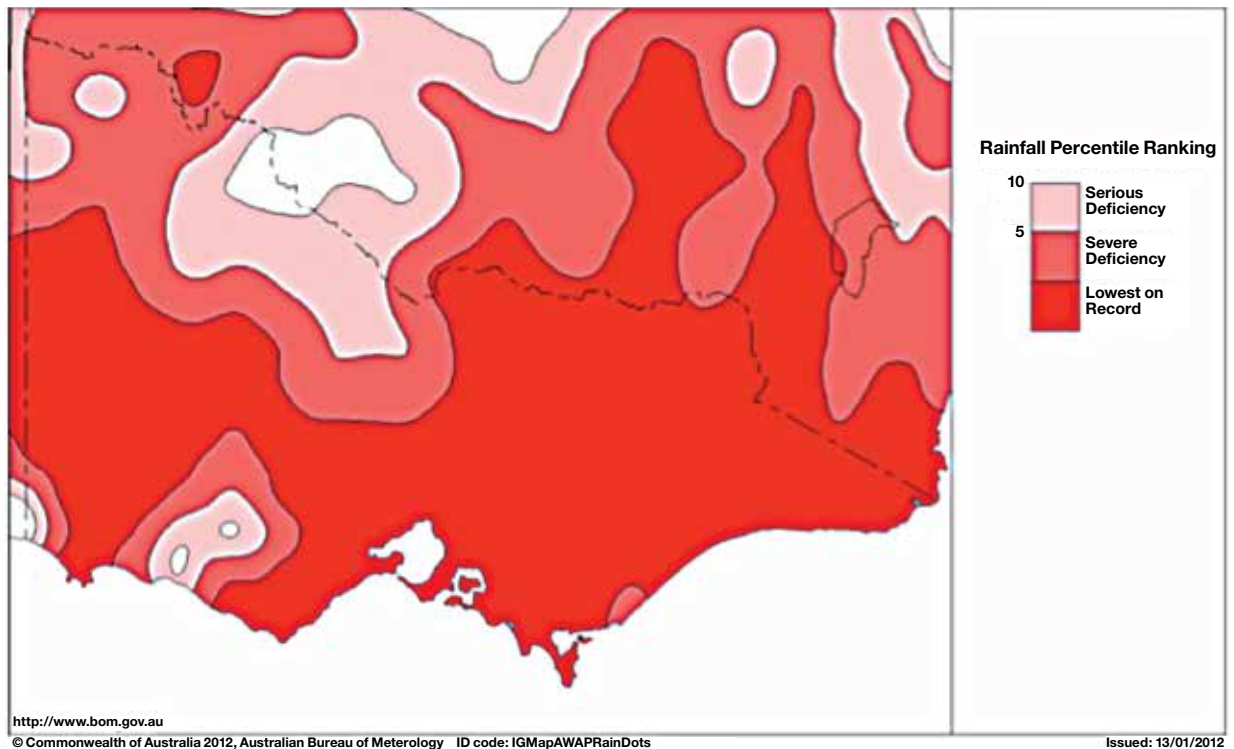 Rainfall Percentile Ranking
10
Serious
Deficiency
5
Severe
Deficiency
Lowest on
Record
http://www.bom.gov.au
© Commonwealth of Australia 2012, Australian Bureau of Meterology ID code: IGMapAWAPRainDots
Issued: 13/01/2012